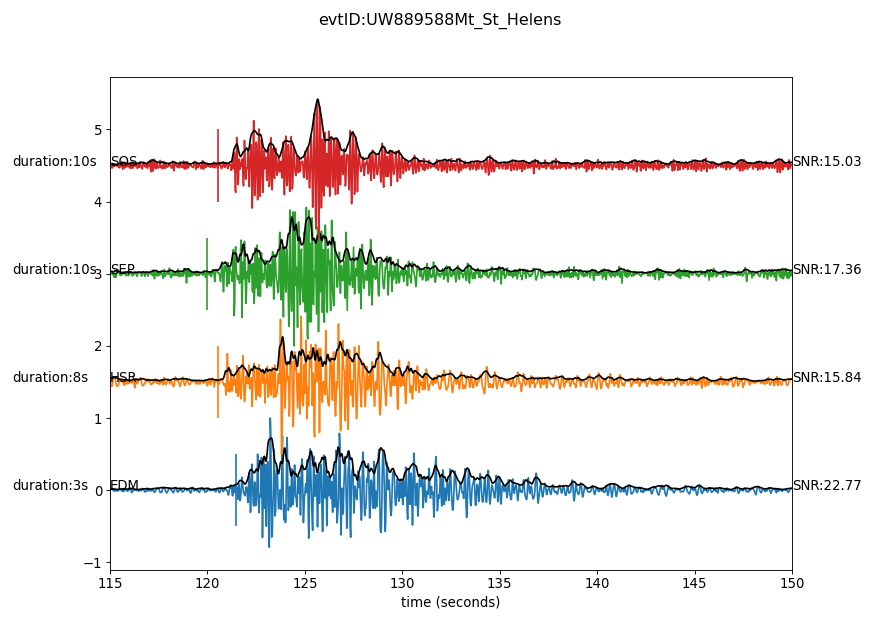 evtID:UW889588Mt_St_Helens
5
duration:10s SOS SNR:15.03
4
duration:10s 3 SEP SNR:17.36
2
duration:8s HSR SNR:15.84
1
duration:3s 0 EDM SNR:22.77
−1
115 120 125 130 135 140 145 150
time (seconds)